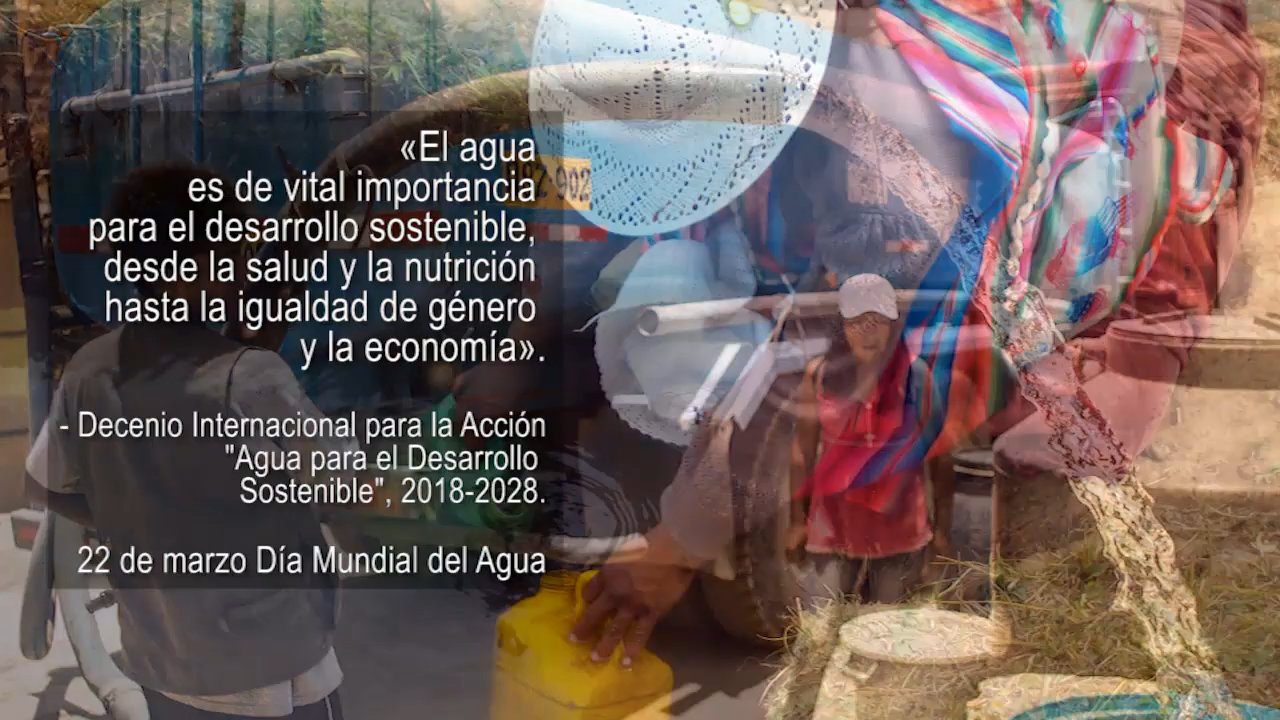 «El agua
es de vital importancia
para el desarrollo sostenible,
desde la salud y la nutrición
hasta la igualdad de género
y la economía».
- Decenio Internacional para la Acción
"Agua para el Desarrollo
Sostenible", 2018-2028.
22 de marzo Día Mundial del Agua